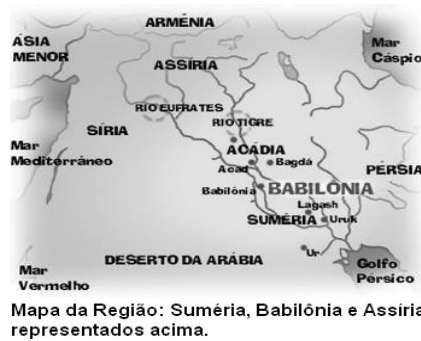 ARMÉNIA
ÁSIA
MENOR
Mar
Cáspio
ASSÍRIA
RIO EUFRATES
RIO TIGRE
SÍRIA
Mar
Mediterrâneo
ACÁDIA
Acad
Bagdá
PÉRSIA
Babilônia
BABILÔNIA
Lagash
SUMÉRIA
Uruk
Ur
DESERTO DA ARÁBIA
Golfo
Pérsico
Mar
Vermelho
Mapa da Região: Suméria, Babilônia e Assíria
representados acima.